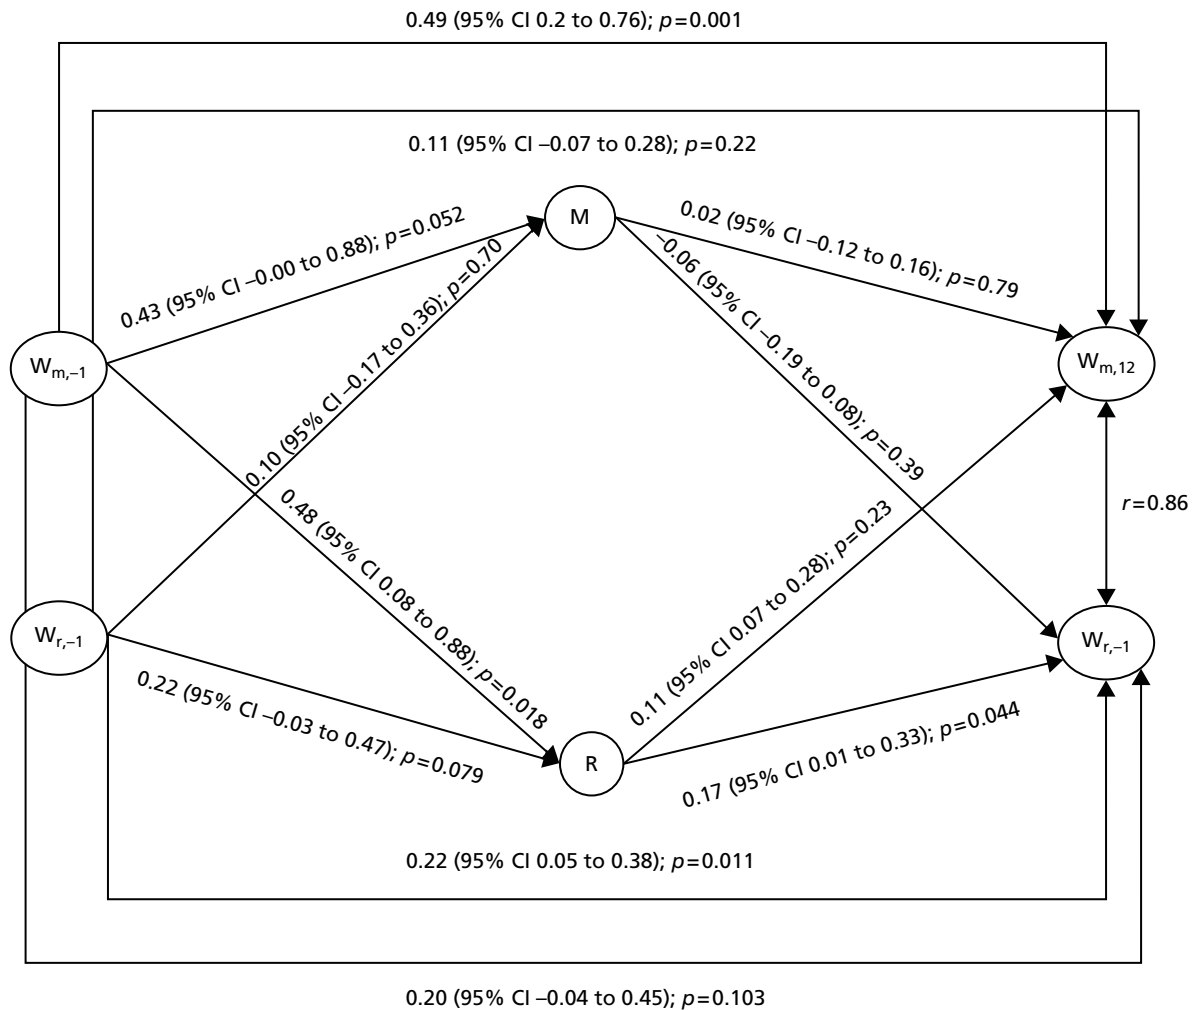 0.49 (95% CI 0.2 to 0.76); p=0.001
0.11 (95% CI –0.07 to 0.28); p=0.22
M
0.43 (95% CI –0.00 to 0.88); p=0.052
0.02 (95% CI –0.12 to 0.16); p=0.79
0.10 (95% CI –0.17 to 0.36); p=0.70
–0.06 (95% CI –0.19 to 0.08); p=0.39
Wm,–1
Wm,12
0.48 (95% CI 0.08 to 0.88); p=0.018
0.11 (95% CI 0.07 to 0.28); p=0.23
r=0.86
Wr,–1
Wr,–1
0.22 (95% CI –0.03 to 0.47); p=0.079
R
0.17 (95% CI 0.01 to 0.33); p=0.044
0.22 (95% CI 0.05 to 0.38); p=0.011
0.20 (95% CI –0.04 to 0.45); p=0.103